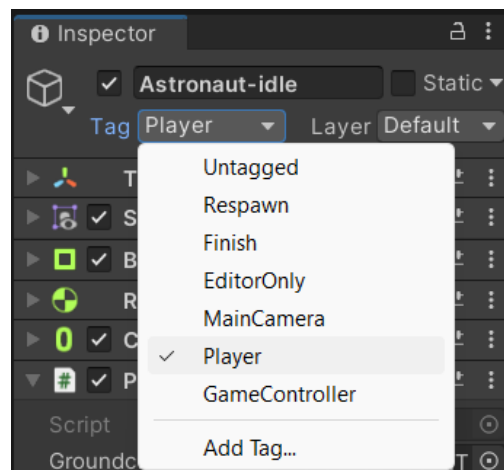 Inspector
Astronaut-idle Static
Tag Player Layer Default
Untagged
T
Respawn
S
Finish
B
EditorOnly
R
MainCamera
C
Player
P
GameController
Script
Add Tag...
Groundc T